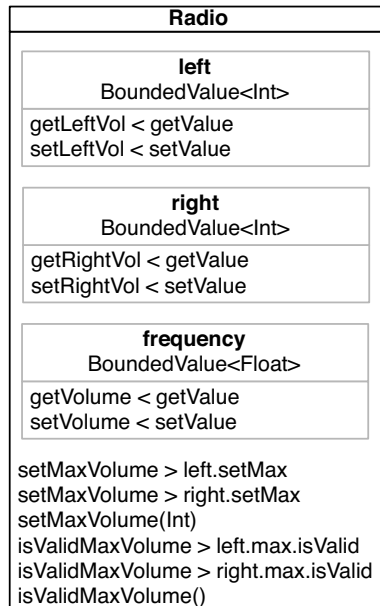 Radio
left
BoundedValue<Int>
getLeftVol < getValue
setLeftVol < setValue
right
BoundedValue<Int>
getRightVol < getValue
setRightVol < setValue
frequency
BoundedValue<Float>
getVolume < getValue
setVolume < setValue
setMaxVolume > left.setMax
setMaxVolume > right.setMax
setMaxVolume(Int)
isValidMaxVolume > left.max.isValid
isValidMaxVolume > right.max.isValid
isValidMaxVolume()